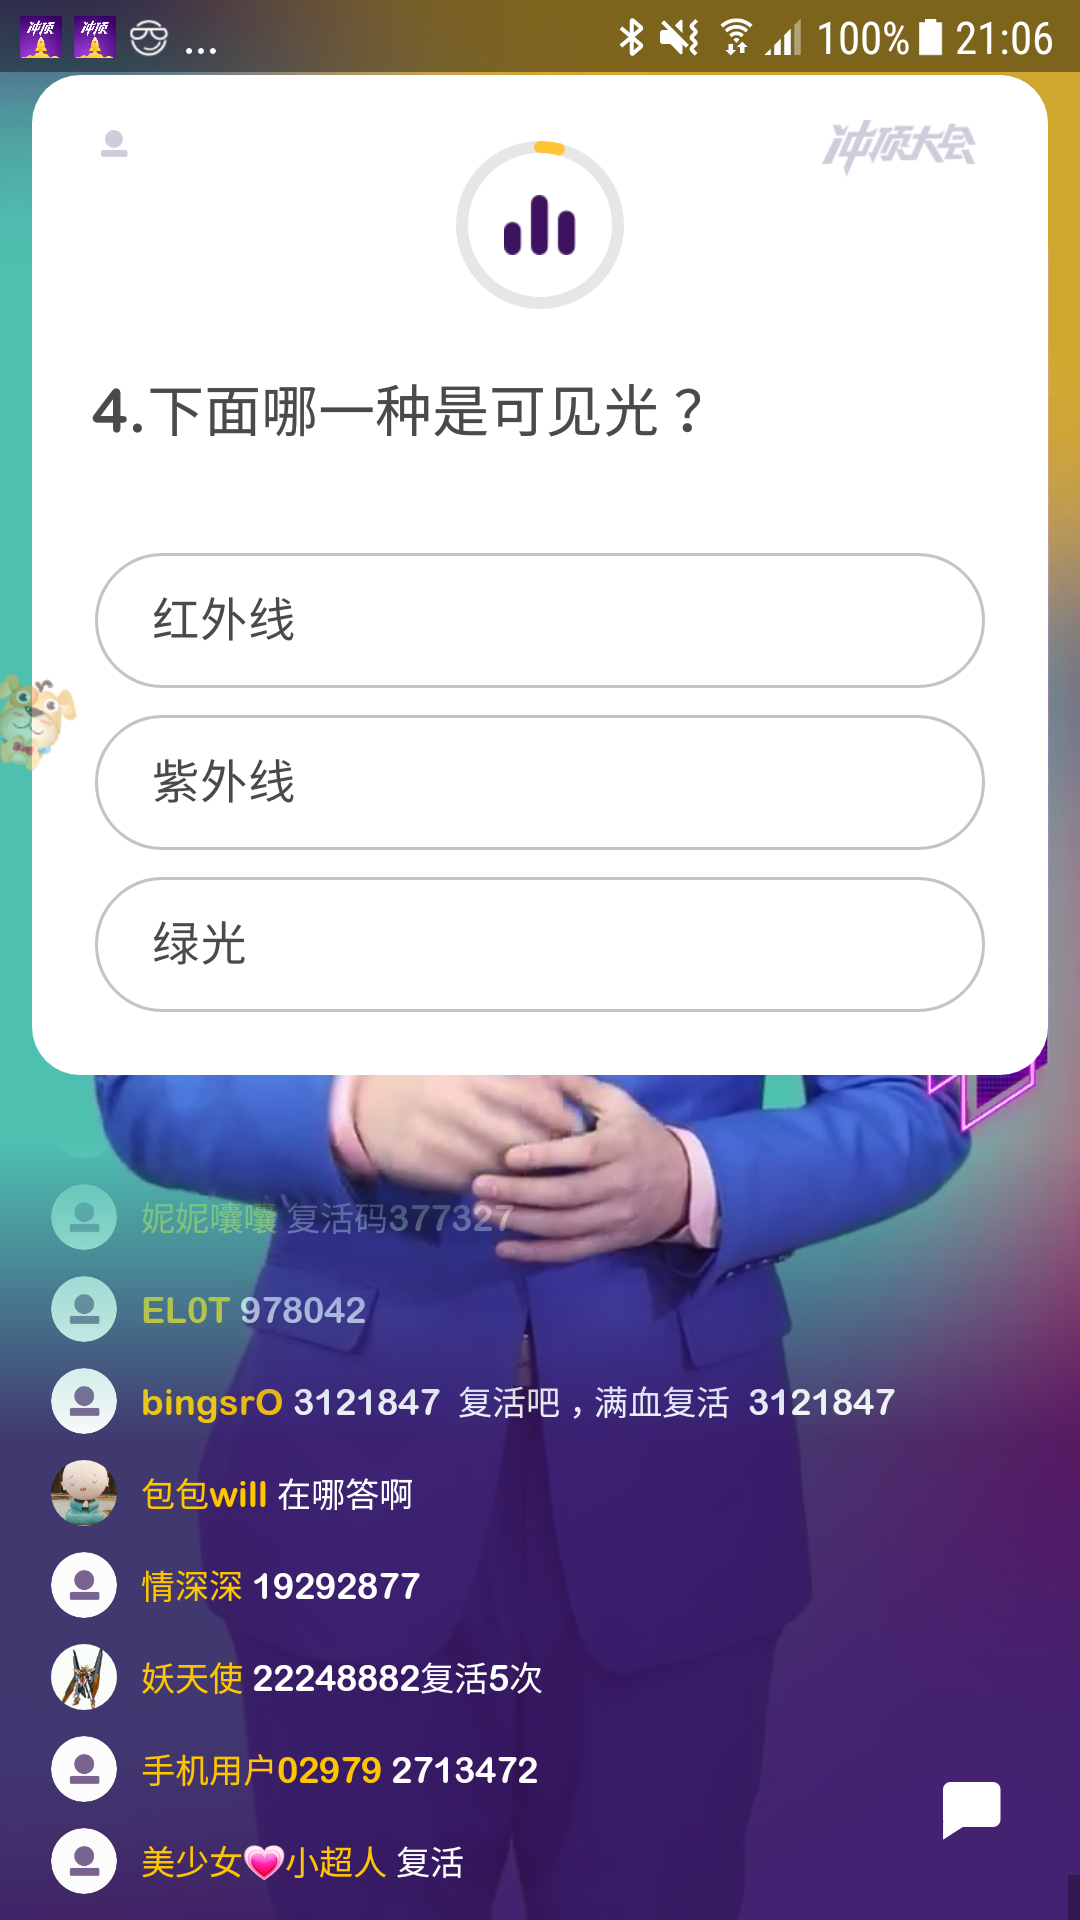 冲顶 冲顶 ... 100% 21:06
冲顶大会
4.下面哪一种是可见光？
红外线
紫外线
绿光
妮妮囔囔 复活码377327
EL0T 978042
bingsrO 3121847 复活吧，满血复活 3121847
包包will 在哪答啊
情深深 19292877
妖天使 22248882复活5次
手机用户02979 2713472
美少女💗小超人 复活